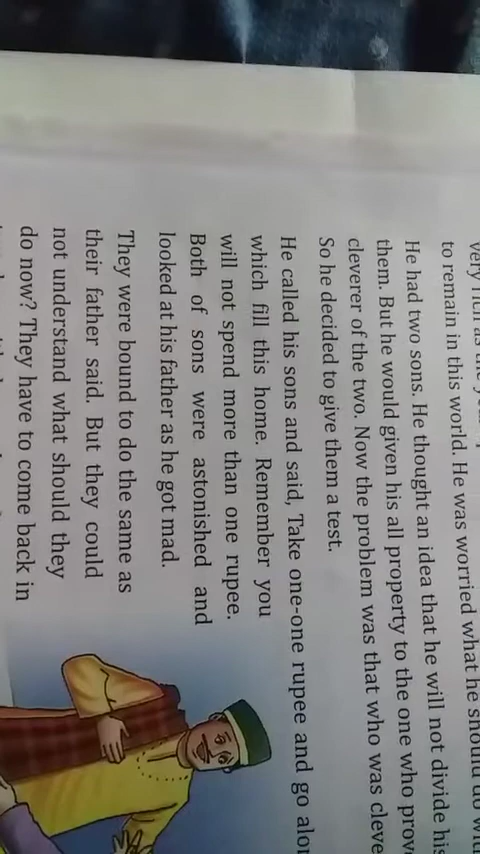 to remain in this world. He was worried what he should do
He had two sons. He thought an idea that he will not divide his
them. But he would given his all property to the one who
cleverer of the two. Now the problem was that who was
So he decided to give them a test.
He called his sons and said, Take one-one rupee and go
which fill this home. Remember you
will not spend more than one rupee.
Both of sons were astonished and
looked at his father as he got mad.
They were bound to do the same as
their father said. But they could
not understand what should they
do now? They have to come back in